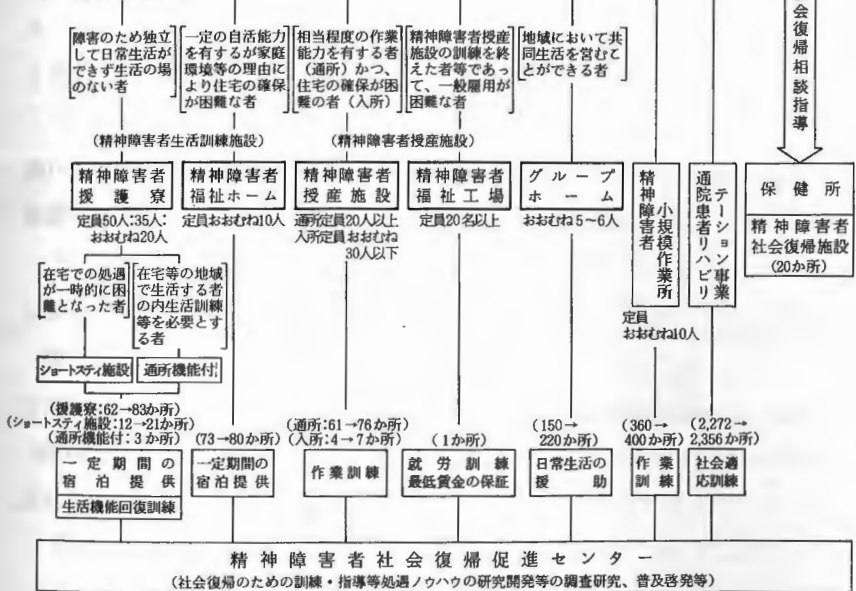 会復帰相談指導
障害のため独立
して日常生活が
できず生活の場
のない者
一定の自活能力
を有するが家庭
環境等の理由に
より住宅の確保
が困難な者
相当程度の作業
能力を有する者
（通所）かつ、
住宅の確保が困
難の者（入所）
精神障害者授産
施設の訓練を終
えた者等であっ
て、一般雇用が
困難な者
地域において共
同生活を営むこ
とができる者
（精神障害者生活訓練施設）
（精神障害者授産施設）
精神障害者
援護寮
定員50人:35人:
おおむね20人
精神障害者
福祉ホーム
定員おおむね10人
精神障害者
授産施設
通所定員20人以上
入所定員おおむね
30人以下
精神障害者
福祉工場
定員20名以上
グループ
ホーム
おおむね5～6人
精神障害者
小規模作業所
定員
おおむね10人
通院患者リハビリ
テーション事業
保健所
精神障害者
社会復帰施設
(20か所)
在宅での処遇
が一時的に困
難となった者
在宅等の地域
で生活する者
の内生活訓練
等を必要とす
る者
ショートスティ施設
通所機能付
(援護寮:62→83か所)
(ショートスティ施設:12→21か所)
(通所機能付:3か所)
(73→80か所)
(通所:61→76か所)
(入所:4→7か所)
(1か所)
(150→
220か所)
(360→
400か所)
(2,272→
2,356か所)
一定期間の
宿泊提供
生活機能回復訓練
一定期間の
宿泊提供
作業訓練
就労訓練
最低賃金の保証
日常生活の
援助
作業
訓練
社会適
応訓練
精神障害者社会復帰促進センター
（社会復帰のための訓練・指導等処遇ノゥハウの研究開発等の調査研究、普及啓発等）